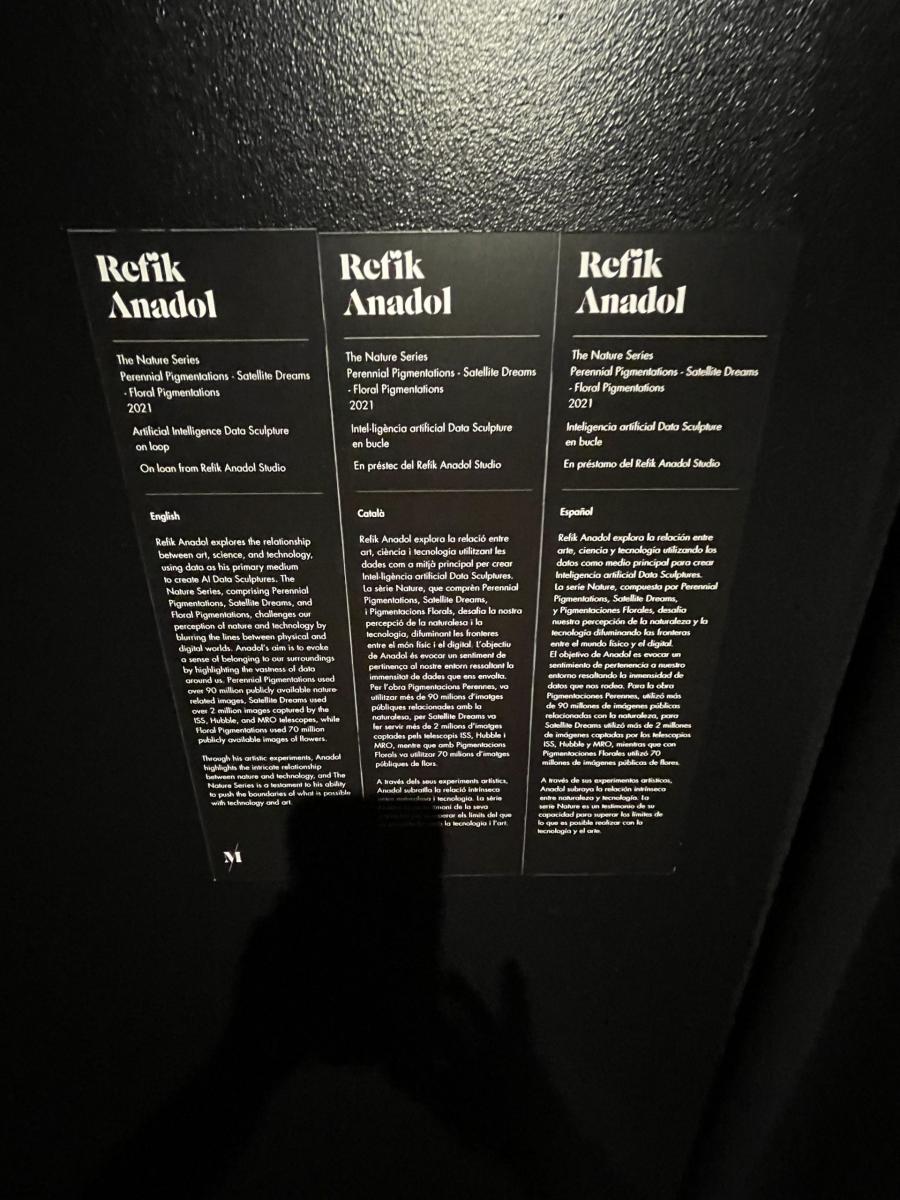 Refik
Anadol
The Nature Series
Perennial Pigmentations - Satellite Dreams
- Floral Pigmentations
2021
Artificial Intelligence Data Sculpture
on loop
On loan from Refik Anadol Studio
English
Refik Anadol explores the relationship
between art, science, and technology,
using data as his primary medium
to create AI Data Sculptures. The
Nature Series, comprising Perennial
Pigmentations, Satellite Dreams, and
Floral Pigmentations, challenges our
perception of nature and technology by
blurring the lines between physical and
digital worlds. Anadol's aim is to evoke
a sense of belonging to our surroundings
by highlighting the vastness of data
around us. Perennial Pigmentations used
over 90 million publicly available nature-
related images, Satellite Dreams used
over 2 million images captured by the
ISS, Hubble, and MRO telescopes, while
Floral Pigmentations used 70 million
publicly available images of flowers.
Through his artistic experiments, Anadol
highlights the intricate relationship
between nature and technology, and The
Nature Series is a testament to his ability
to push the boundaries of what is possible
with technology and art.
M
Refik
Anadol
The Nature Series
Perennial Pigmentations - Satellite Dreams
- Floral Pigmentations
2021
Intel·ligència artificial Data Sculpture
en bucle
En préstec del Refik Anadol Studio
Català
Refik Anadol explora la relació entre
art, ciència i tecnologia utilitzant les
dades com a mitjà principal per crear
Intel·ligència artificial Data Sculptures.
La sèrie Nature, que comprèn Perennial
Pigmentations, Satellite Dreams,
i Pigmentacions Florals, desafia la nostra
percepció de la naturalesa i la
tecnologia, difuminant les fronteres
entre el món físic i el digital. L'objectiu
de Anadol és evocar un sentiment de
pertinença al nostre entorn ressaltant la
immensitat de dades que ens envolta.
Per l'obra Pigmentacions Perennes, va
utilitzar més de 90 milions d'imatges
públiques relacionades amb la
naturalesa, per Satellite Dreams va
fer servir més de 2 milions d'imatges
captades pels telescopis ISS, Hubble i
MRO, mentre que amb Pigmentacions
Florals va utilitzar 70 milions d'imatges
públiques de flors.
A través dels seus experiments artístics,
Anadol subratlla la relació intrínseca
entre naturalesa i tecnologia. La sèrie
de la seva
superar els límits del que
la tecnologia i l'art.
Refik
Anadol
The Nature Series
Perennial Pigmentations - Satellite Dreams
- Floral Pigmentations
2021
Inteligencia artificial Data Sculpture
en bucle
En préstamo del Refik Anadol Studio
Español
Refik Anadol explora la relación entre
arte, ciencia y tecnología utilizando los
datos como medio principal para crear
Inteligencia artificial Data Sculptures.
La serie Nature, compuesta por Perennial
Pigmentations, Satellite Dreams,
y Pigmentaciones Florales, desafía
nuestra percepción de la naturaleza y la
tecnología difuminando las fronteras
entre el mundo físico y el digital.
El objetivo de Anadol es evocar un
sentimiento de pertenencia a nuestro
entorno resaltando la inmensidad de
datos que nos rodea. Para la obra
Pigmentaciones Perennes, utilizó más
de 90 millones de imágenes públicas
relacionadas con la naturaleza, para
Satellite Dreams utilizó más de 2 millones
de imágenes captadas por los telescopios
ISS, Hubble y MRO, mientras que con
Pigmentaciones Florales utilizó 70
millones de imágenes públicas de flores.
A través de sus experimentos artísticos,
Anadol subraya la relación intrínseca
entre naturaleza y tecnología. La
serie Nature es un testimonio de su
capacidad para superar los límites de
lo que es posible realizar con la
tecnología y el arte.